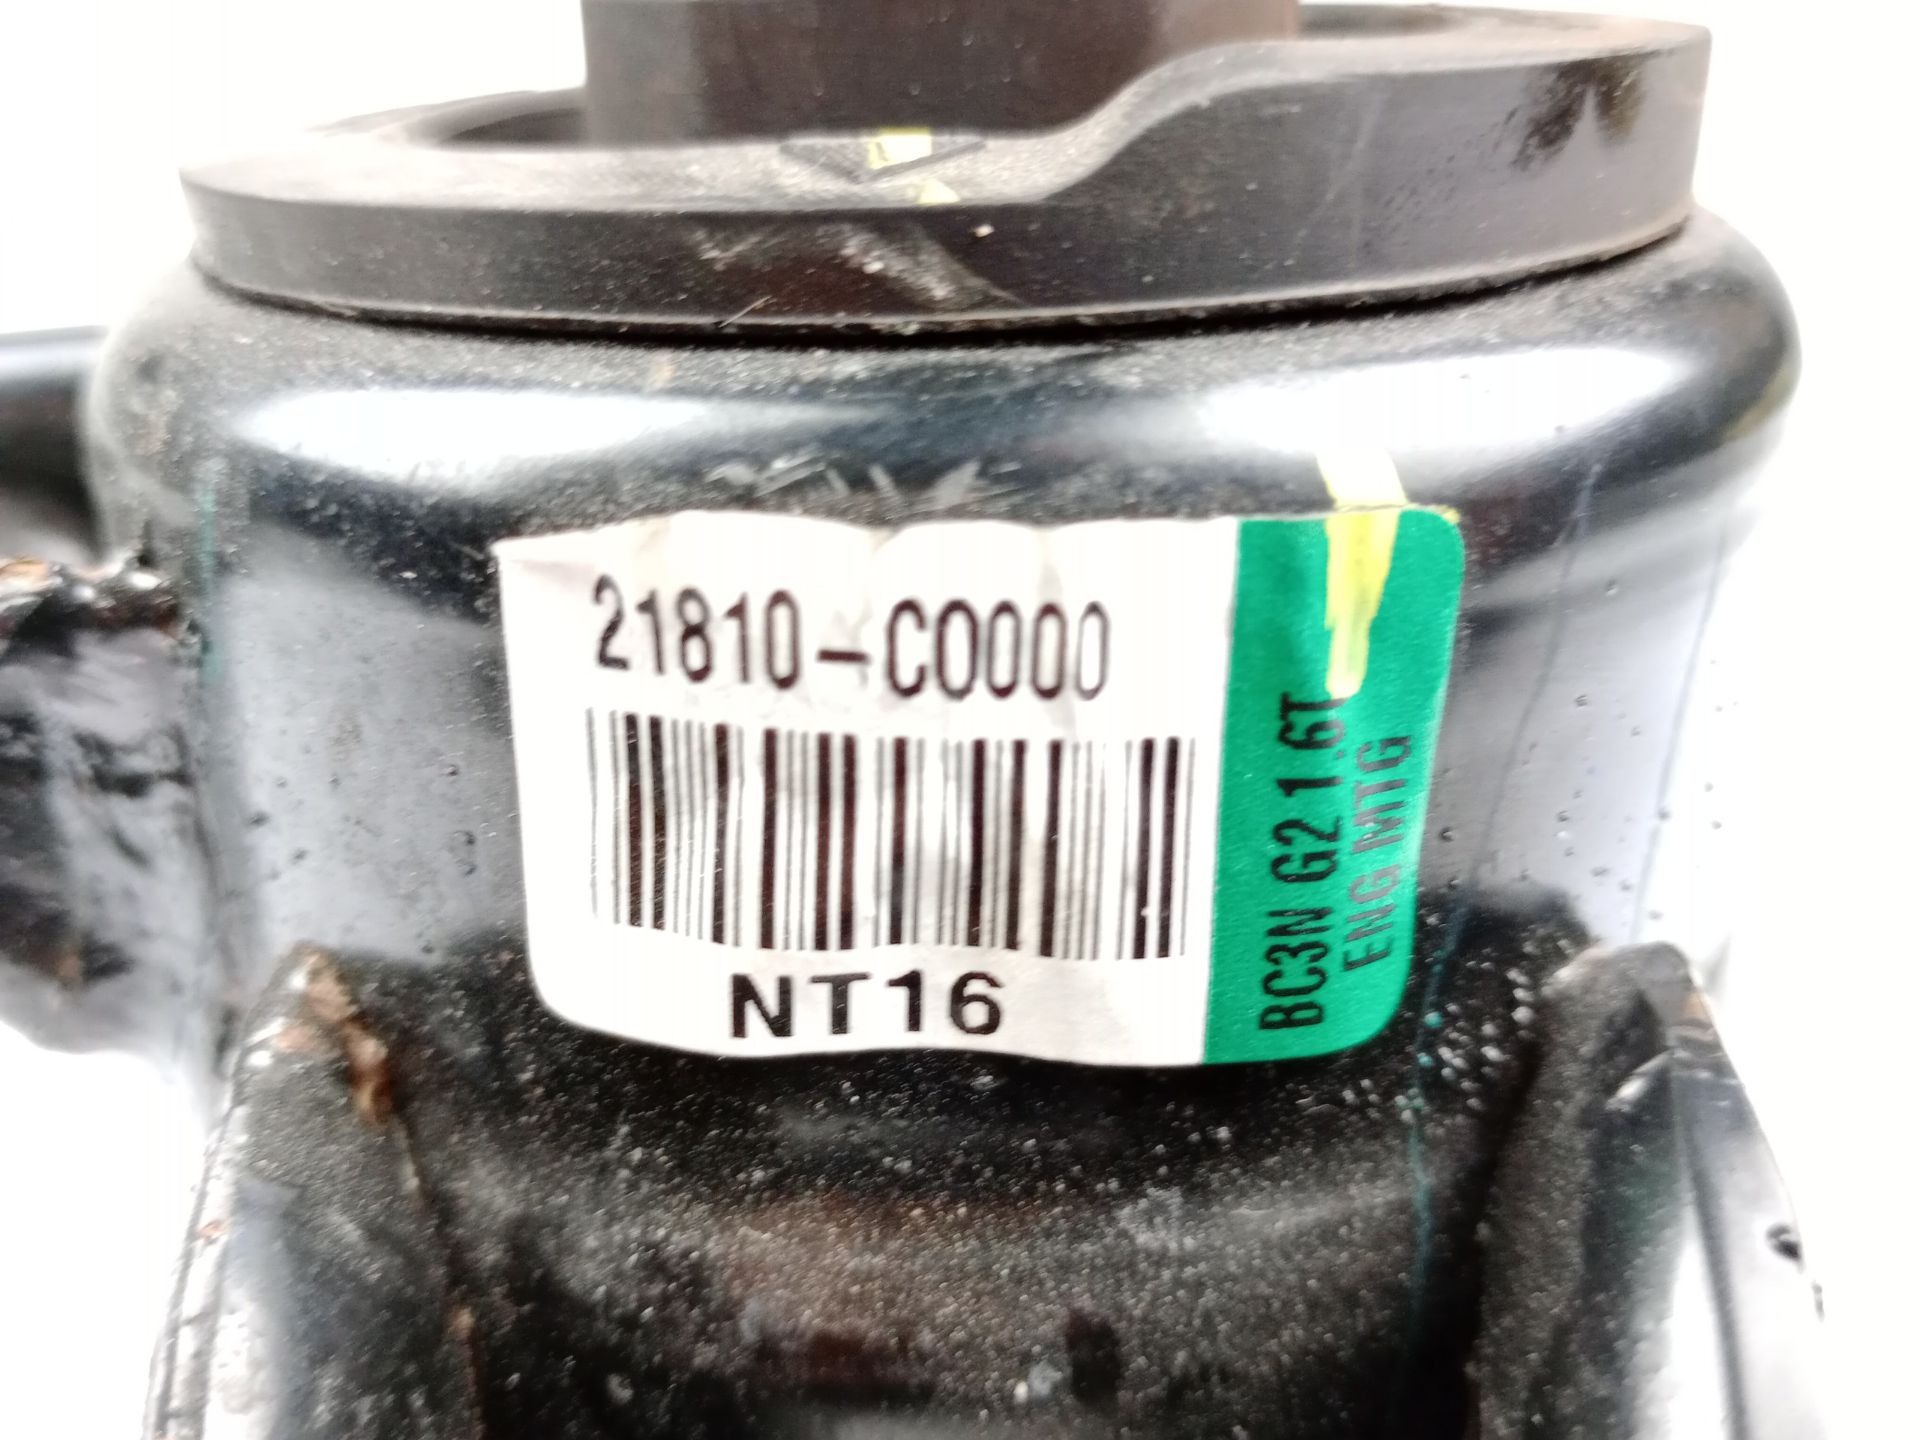 21810-C0000
NT16
BC3N G2 1.6T
ENG MTG